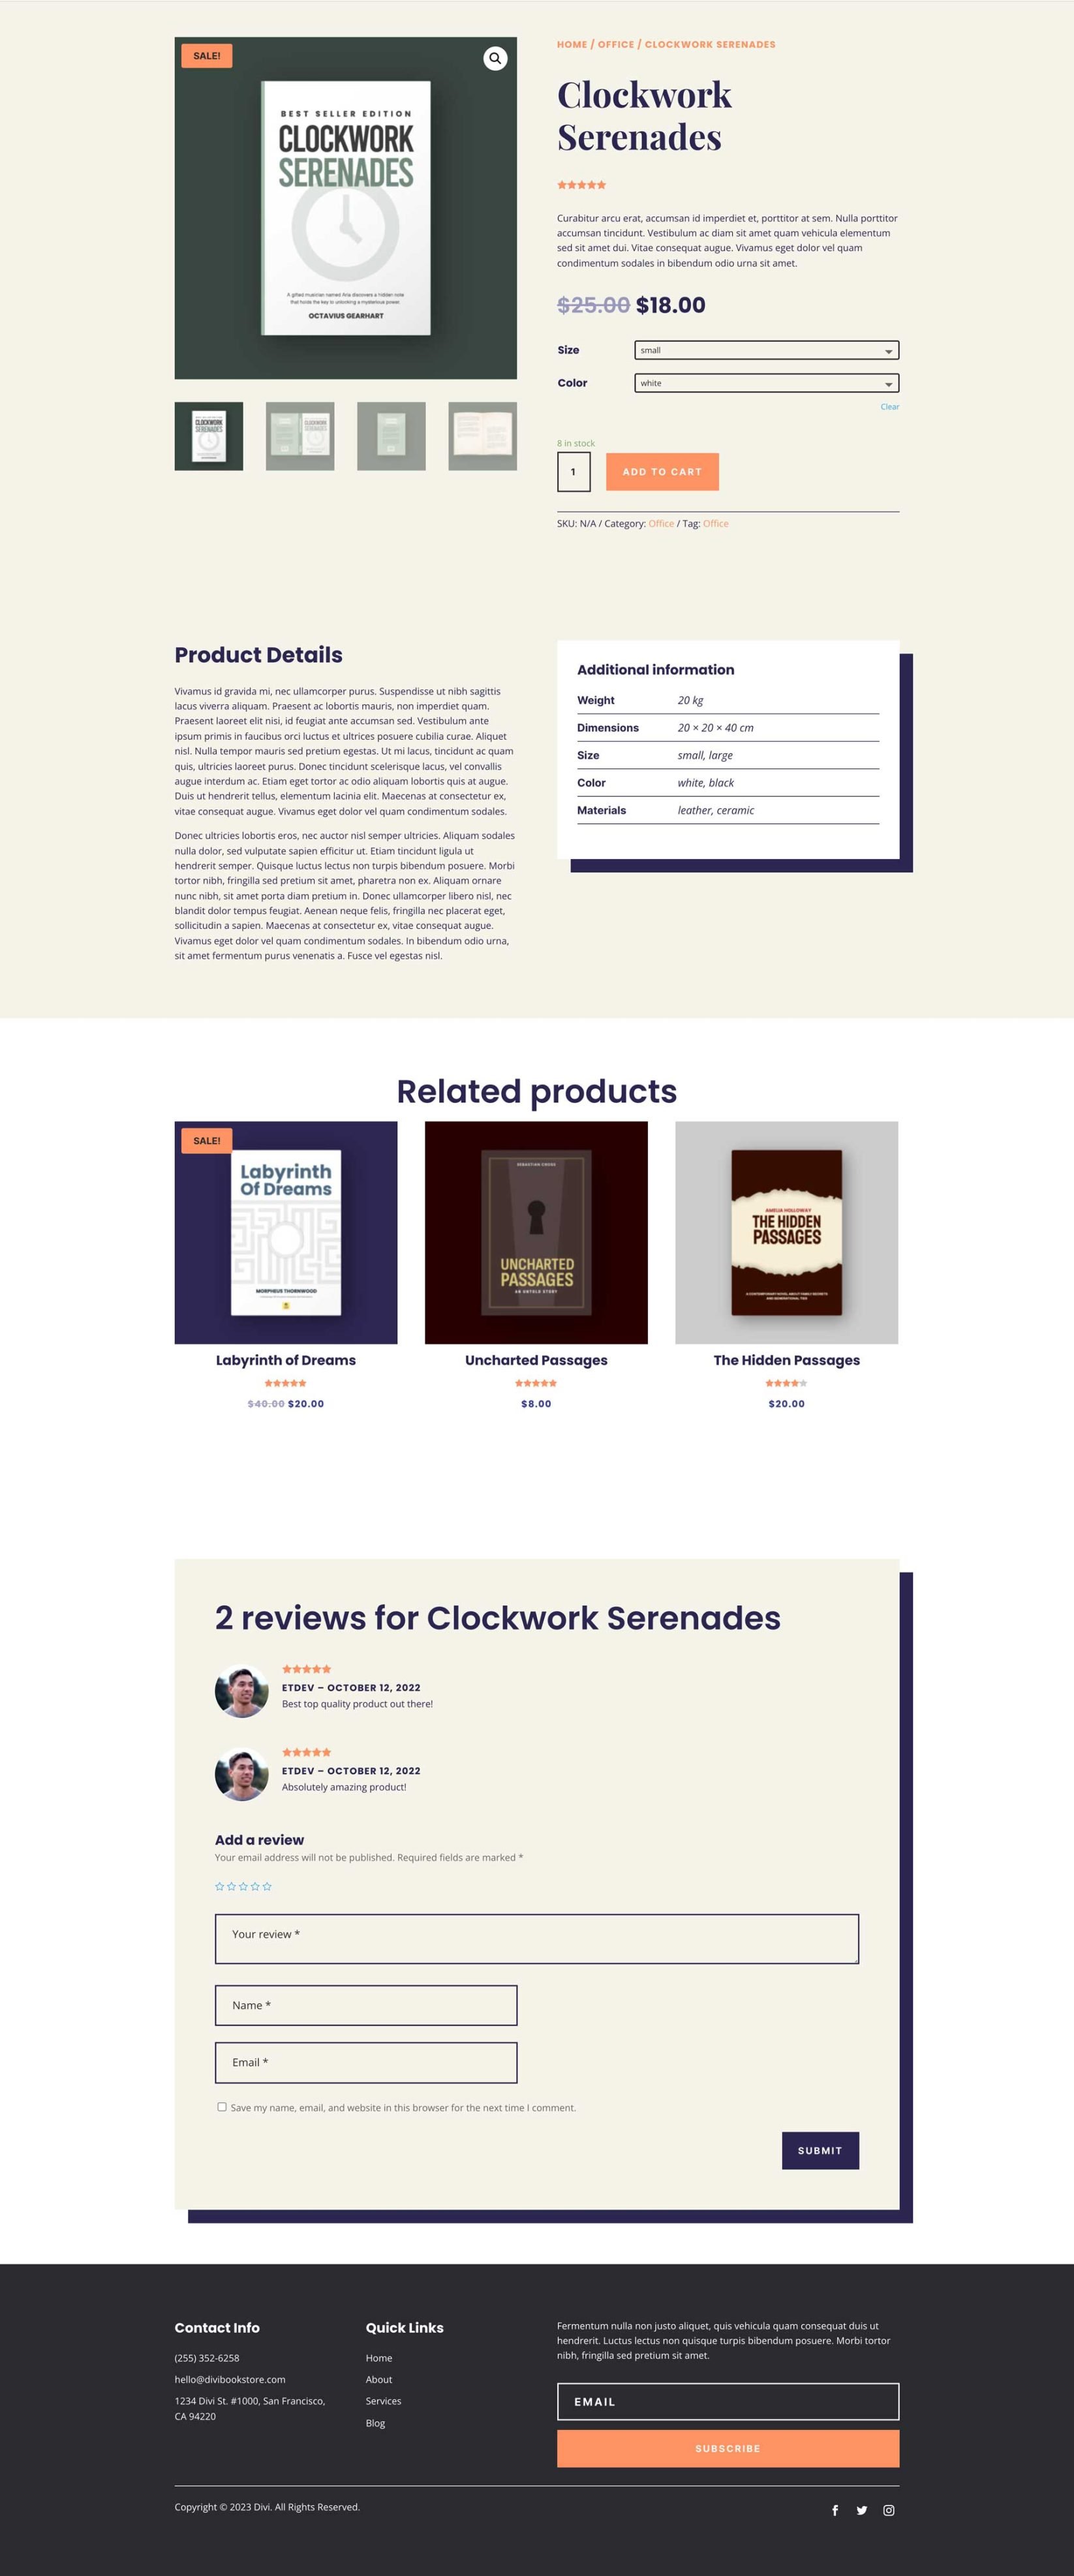 SALE!
BEST SELLER EDITION
CLOCKWORK
SERENADES
A gifted musician named Aria discovers a hidden note
that holds the key to unlocking a mysterious power.
OCTAVIUS GEARHART
HOME / OFFICE / CLOCKWORK SERENADES
Clockwork
Serenades
Curabitur arcu erat, accumsan id imperdiet et, porttitor at sem. Nulla porttitor
accumsan tincidunt. Vestibulum ac diam sit amet quam vehicula elementum
sed sit amet dui. Vitae consequat augue. Vivamus eget dolor vel quam
condimentum sodales in bibendum odio urna sit amet.
$25.00 $18.00
Size small
Color white
Clear
8 in stock
1 ADD TO CART
SKU: N/A / Category: Office / Tag: Office
CLOCKWORK
SERENADES
CLOCKWORK
SERENADES
Product Details
Vivamus id gravida mi, nec ullamcorper purus. Suspendisse ut nibh sagittis
lacus viverra aliquam. Praesent ac lobortis mauris, non imperdiet quam.
Praesent laoreet elit nisi, id feugiat ante accumsan sed. Vestibulum ante
ipsum primis in faucibus orci luctus et ultrices posuere cubilia curae. Aliquet
nisl. Nulla tempor mauris sed pretium egestas. Ut mi lacus, tincidunt ac quam
quis, ultricies laoreet purus. Donec tincidunt scelerisque lacus, vel convallis
augue interdum ac. Etiam eget tortor ac odio aliquam lobortis quis at augue.
Duis ut hendrerit tellus, elementum lacinia elit. Maecenas at consectetur ex,
vitae consequat augue. Vivamus eget dolor vel quam condimentum sodales.
Donec ultricies lobortis eros, nec auctor nisl semper ultricies. Aliquam sodales
nulla dolor, sed vulputate sapien efficitur ut. Etiam tincidunt ligula ut
hendrerit semper. Quisque luctus lectus non turpis bibendum posuere. Morbi
tortor nibh, fringilla sed pretium sit amet, pharetra non ex. Aliquam ornare
nunc nibh, sit amet porta diam pretium in. Donec ullamcorper libero nisl, nec
blandit dolor tempus feugiat. Aenean neque felis, fringilla nec placerat eget,
sollicitudin a sapien. Maecenas at consectetur ex, vitae consequat augue.
Vivamus eget dolor vel quam condimentum sodales. In bibendum odio urna,
sit amet fermentum purus venenatis a. Fusce vel egestas nisl.
Additional information
Weight 20 kg
Dimensions 20 × 20 × 40 cm
Size small, large
Color white, black
Materials leather, ceramic
Related products
SALE!
Labyrinth
Of Dreams
MORPHEUS THORNWOOD
Labyrinth of Dreams
$40.00 $20.00
SEBASTIAN CROSS
UNCHARTED
PASSAGES
AN UNTOLD STORY
Uncharted Passages
$8.00
AMELIA HOLLOWAY
THE HIDDEN
PASSAGES
A CONTEMPORARY NOVEL ABOUT FAMILY SECRETS
AND GENERATIONAL TIES
The Hidden Passages
$20.00
2 reviews for Clockwork Serenades
ETDEV – OCTOBER 12, 2022
Best top quality product out there!
ETDEV – OCTOBER 12, 2022
Absolutely amazing product!
Add a review
Your email address will not be published. Required fields are marked *
Your review *
Name *
Email *
Save my name, email, and website in this browser for the next time I comment.
SUBMIT
Contact Info
(255) 352-6258
hello@divibookstore.com
1234 Divi St. #1000, San Francisco,
CA 94220
Quick Links
Home
About
Services
Blog
Fermentum nulla non justo aliquet, quis vehicula quam consequat duis ut
hendrerit. Luctus lectus non quisque turpis bibendum posuere. Morbi tortor
nibh, fringilla sed pretium sit amet.
EMAIL
SUBSCRIBE
Copyright © 2023 Divi. All Rights Reserved.